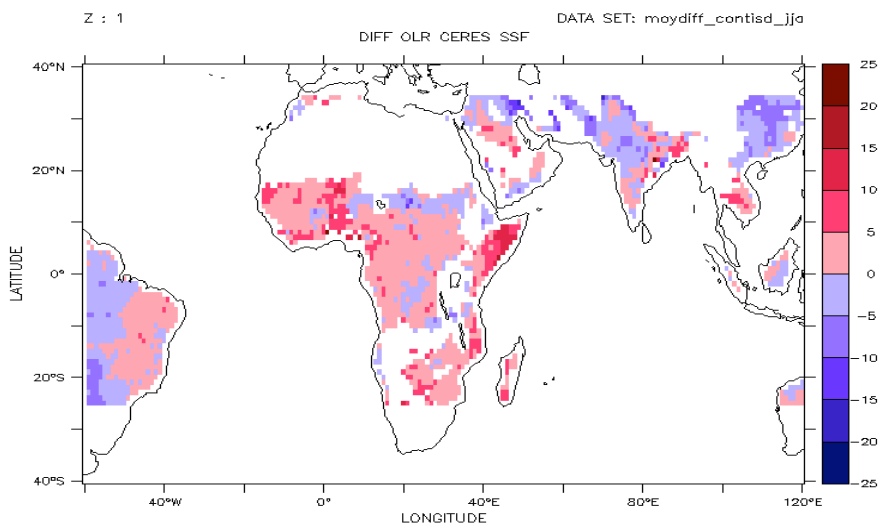 Z : 1
DATA SET: moydiff_contisd_jja
DIFF OLR CERES SSF
40°N
20°N
0°
20°S
40°S
LATITUDE
40°W
0°
40°E
80°E
120°E
LONGITUDE
25
20
15
10
5
0
−5
−10
−15
−20
−25